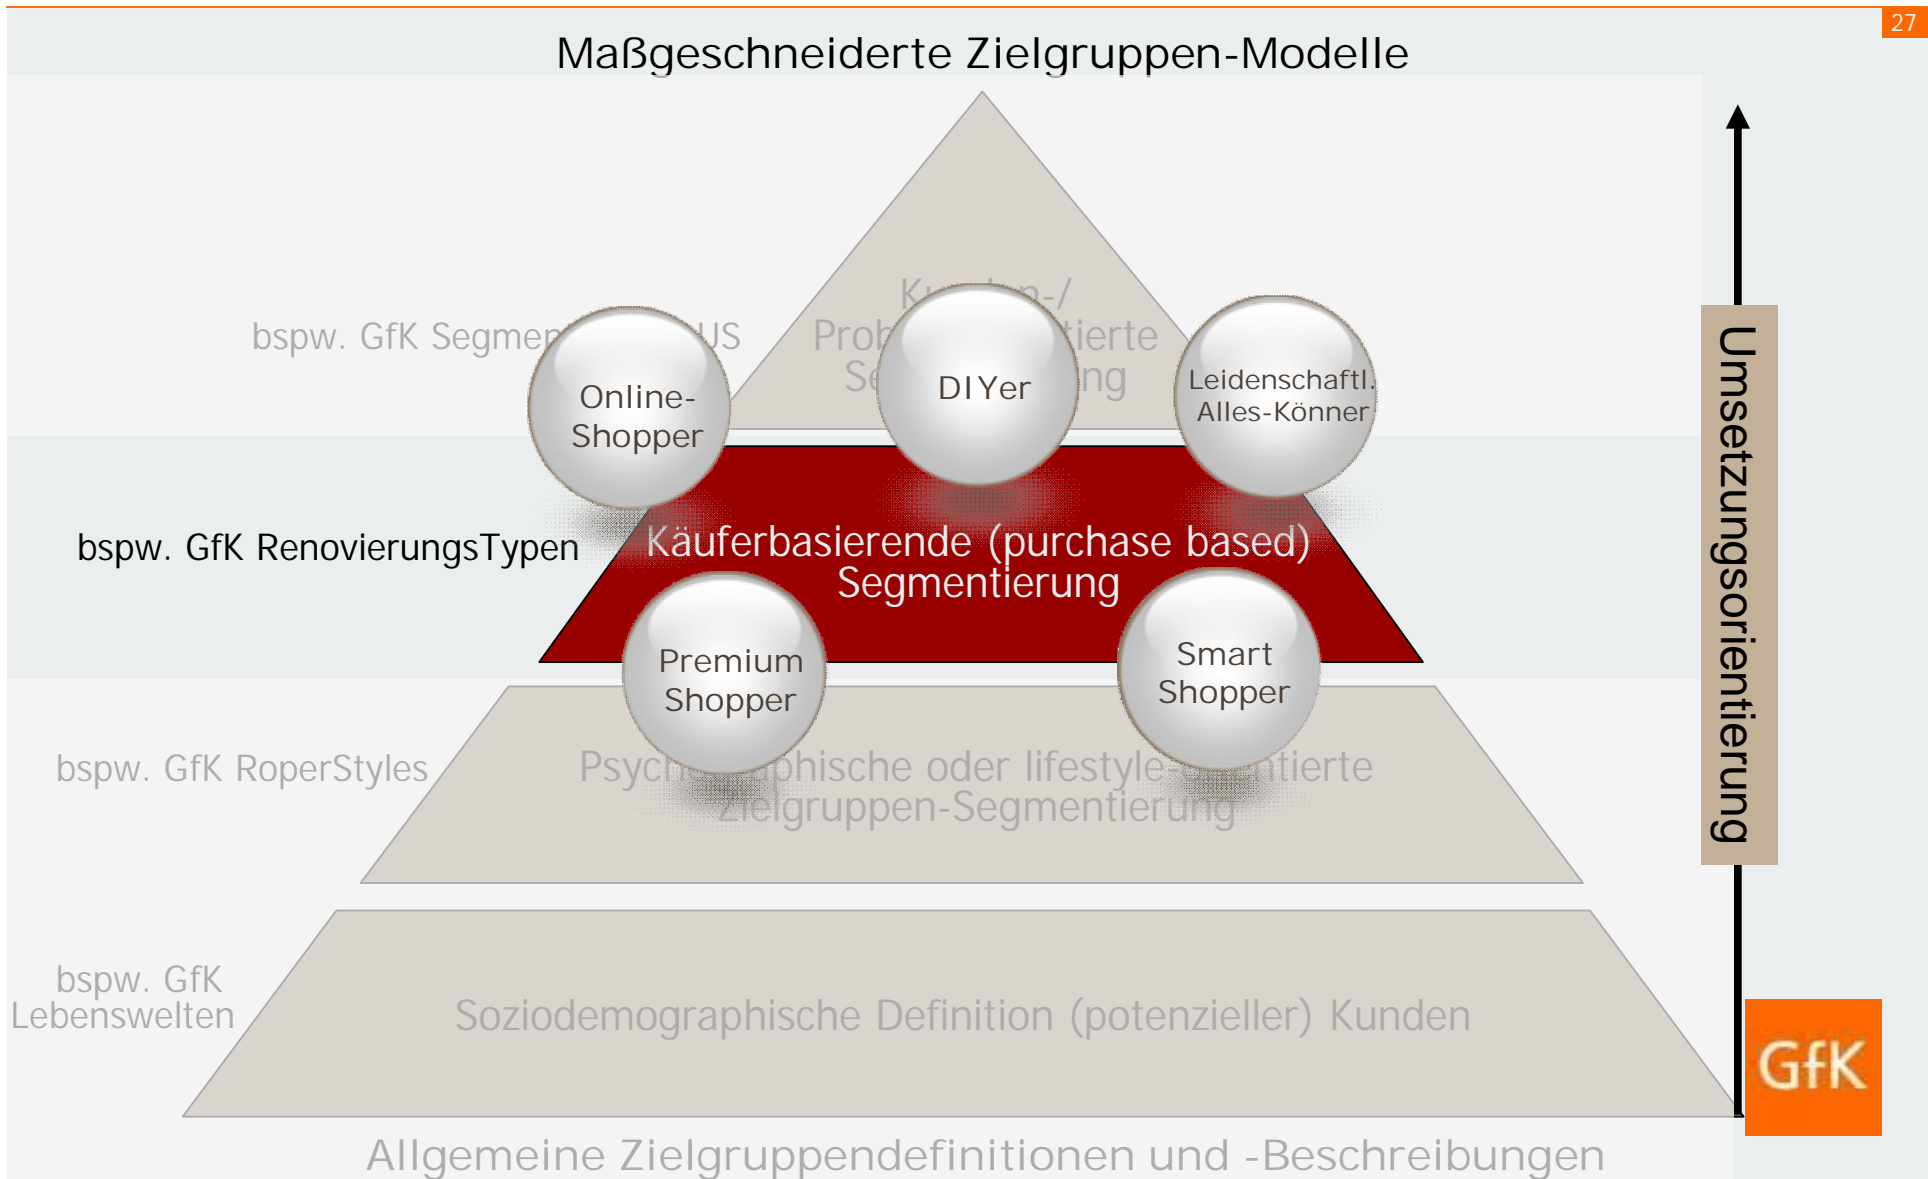 27
Maßgeschneiderte Zielgruppen-Modelle
bspw. GfK
Online-
Shopper
DIYer
Leidenschaftl.
Alles-Könner
bspw. GfK RenovierungsTypen
Käuferbasierende (purchase based)
Segmentierung
Premium
Shopper
Smart
Shopper
bspw. GfK RoperStyles
oder
Zielgruppen-Segmentierung
bspw. GfK
Lebenswelten
Soziodemographische Definition (potenzieller) Kunden
Allgemeine Zielgruppendefinitionen und -Beschreibungen
Umsetzungsorientierung
GfK